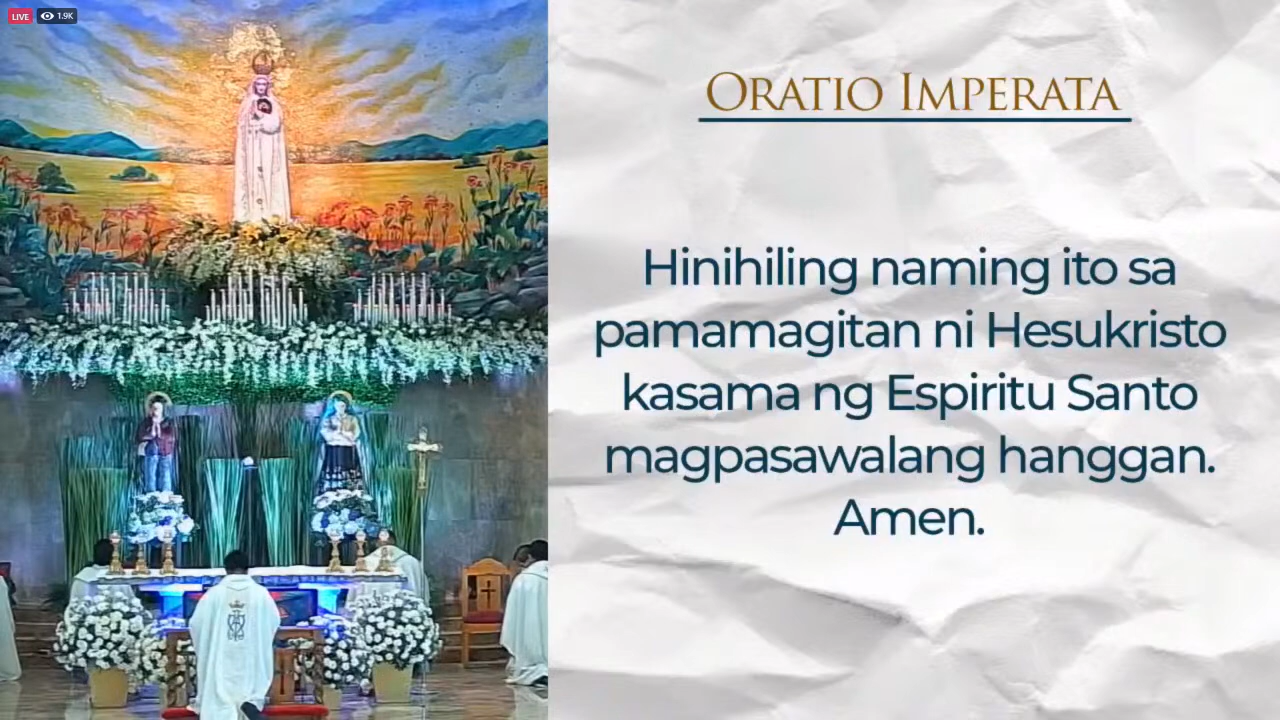 LIVE 1.9K
ORATIO IMPERATA
Hinihiling naming ito sa
pamamagitan ni Hesukristo
kasama ng Espiritu Santo
magpasawalang hanggan.
Amen.